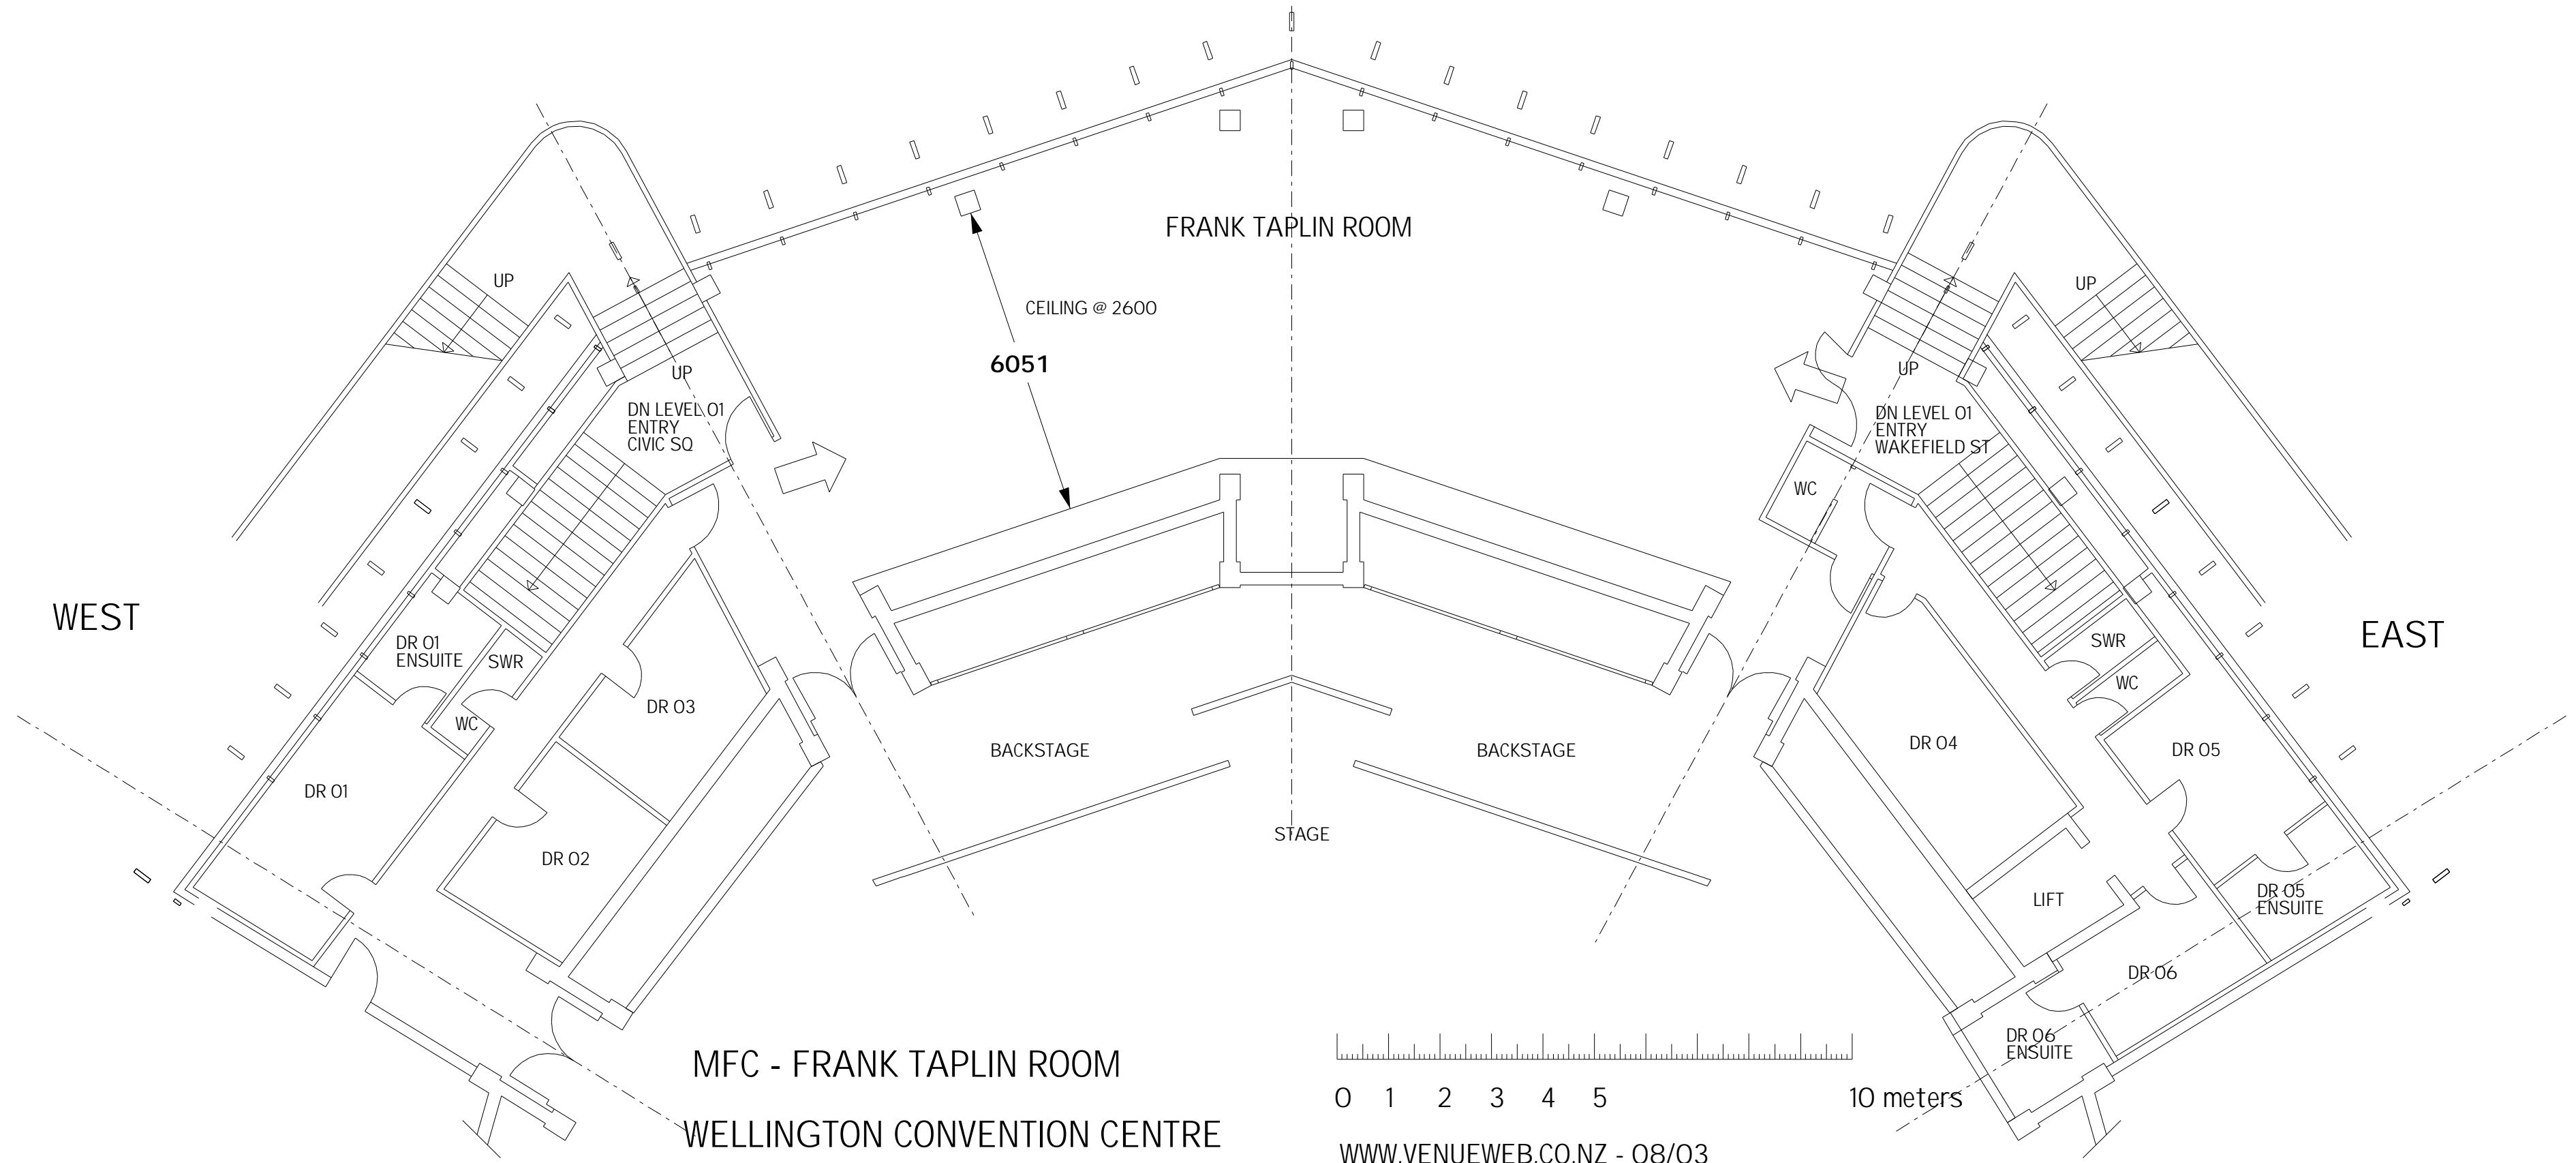 FRANK TAPLIN ROOM
UP
UP
CEILING @ 2600
6051
UP
UP
DN LEVEL 01
ENTRY
CIVIC SQ
DN LEVEL 01
ENTRY
WAKEFIELD ST
WC
WEST
EAST
DR 01
ENSUITE
SWR
SWR
WC
WC
DR 03
BACKSTAGE
BACKSTAGE
DR 04
DR 05
DR 01
STAGE
DR 02
LIFT
DR 05
ENSUITE
DR 06
DR 06
ENSUITE
MFC - FRANK TAPLIN ROOM
0 1 2 3 4 5 10 meters
WELLINGTON CONVENTION CENTRE
WWW.VENUEWEB.CO.NZ - 08/03